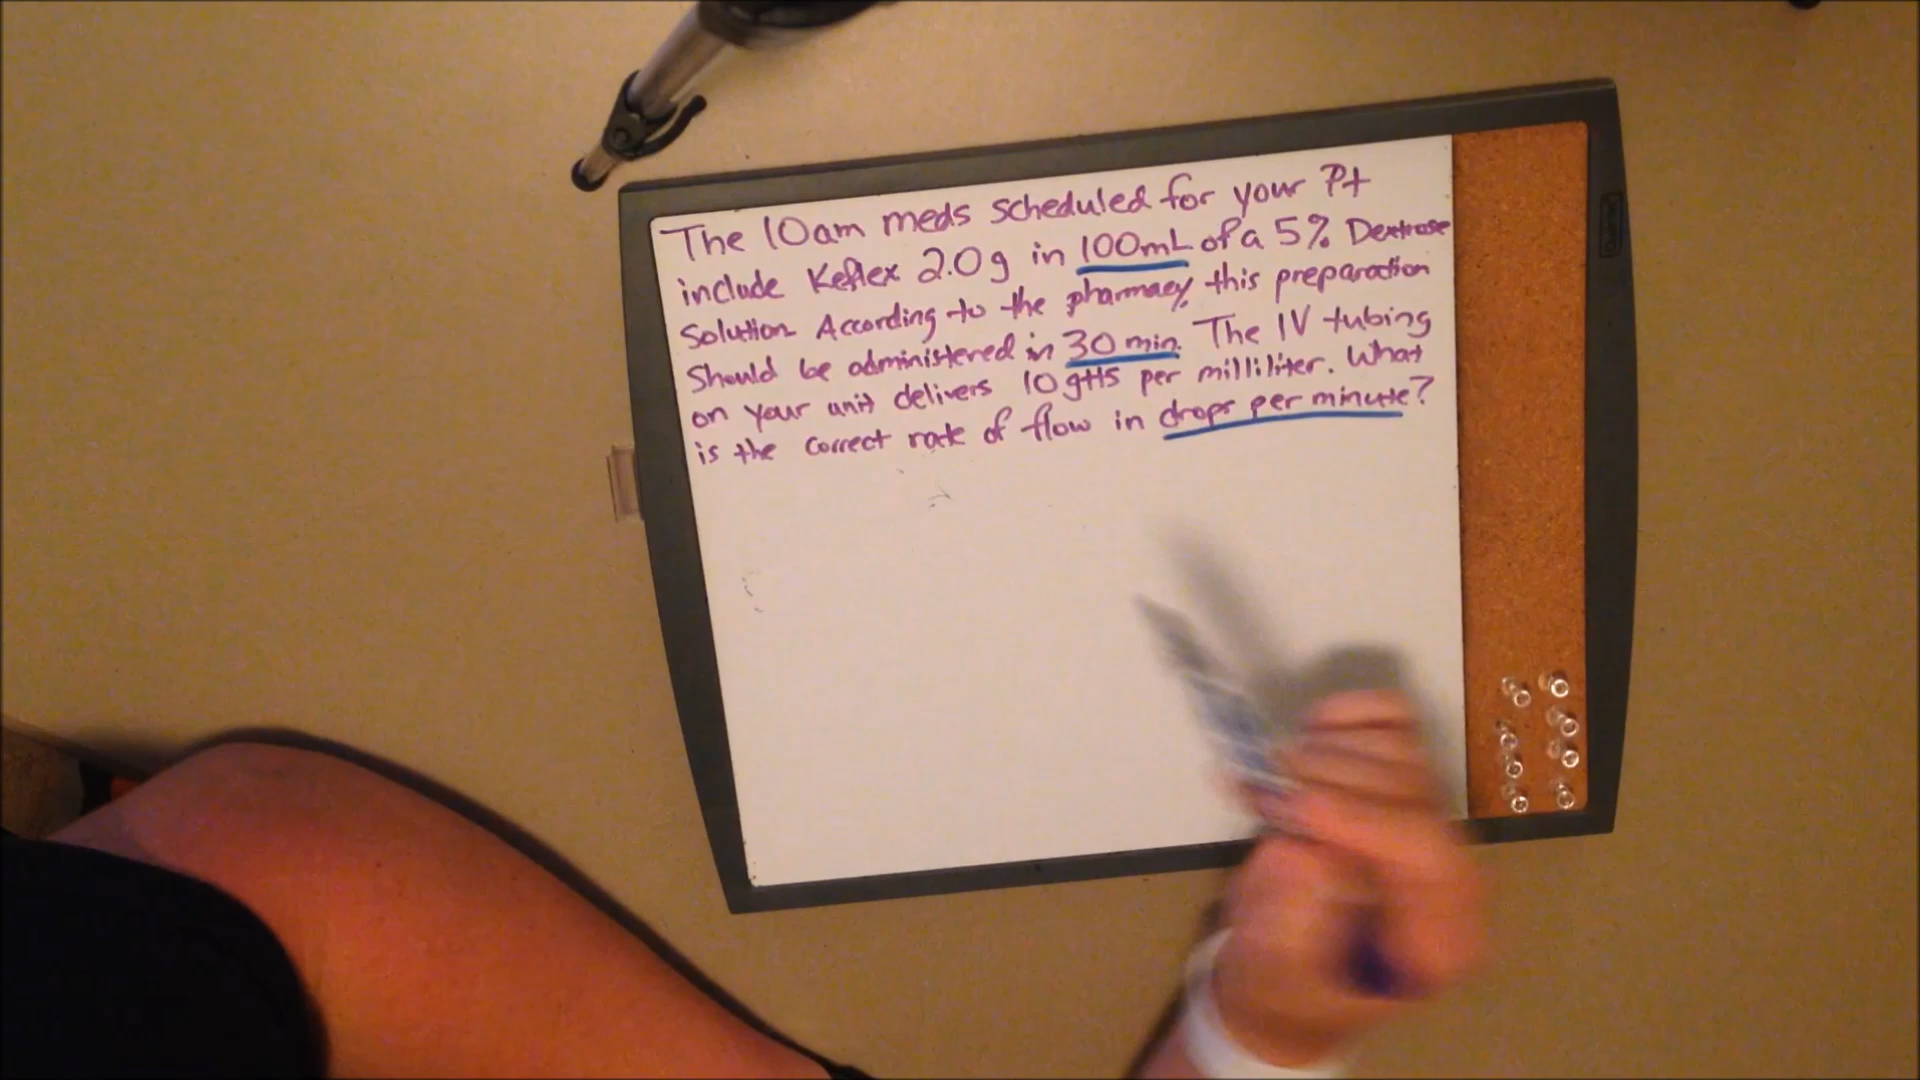 The 10am meds scheduled for your Pt
include Keflex 2.0g in 100mL of a 5% Dextrose
Solution. According to the pharmacy, this preparation
Should be administered in 30 min. The IV tubing
on your unit delivers 10 gtts per milliliter. What
is the correct rate of flow in drops per minute?